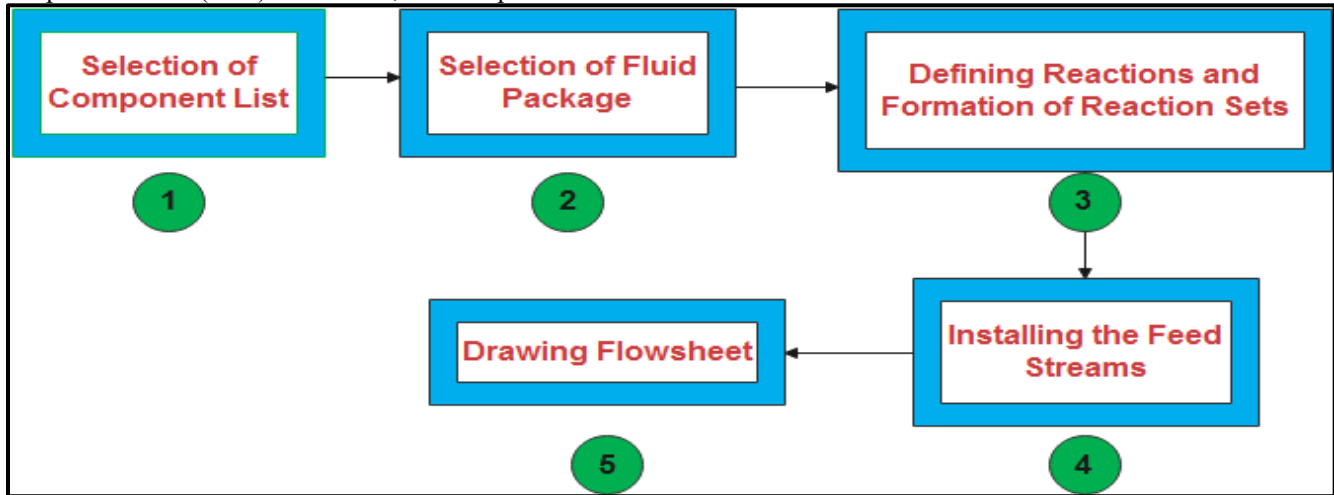 Selection of
Component List
Selection of Fluid
Package
Defining Reactions and
Formation of Reaction Sets
1
2
3
Installing the Feed
Streams
Drawing Flowsheet
5
4